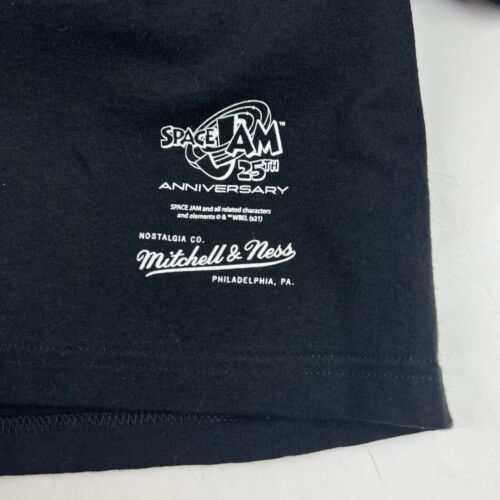 SPACE JAM™
25TH
ANNIVERSARY
SPACE JAM and all related characters
and elements © & ™ WBEI. (s21)
NOSTALGIA CO.
Mitchell & Ness
PHILADELPHIA, PA.